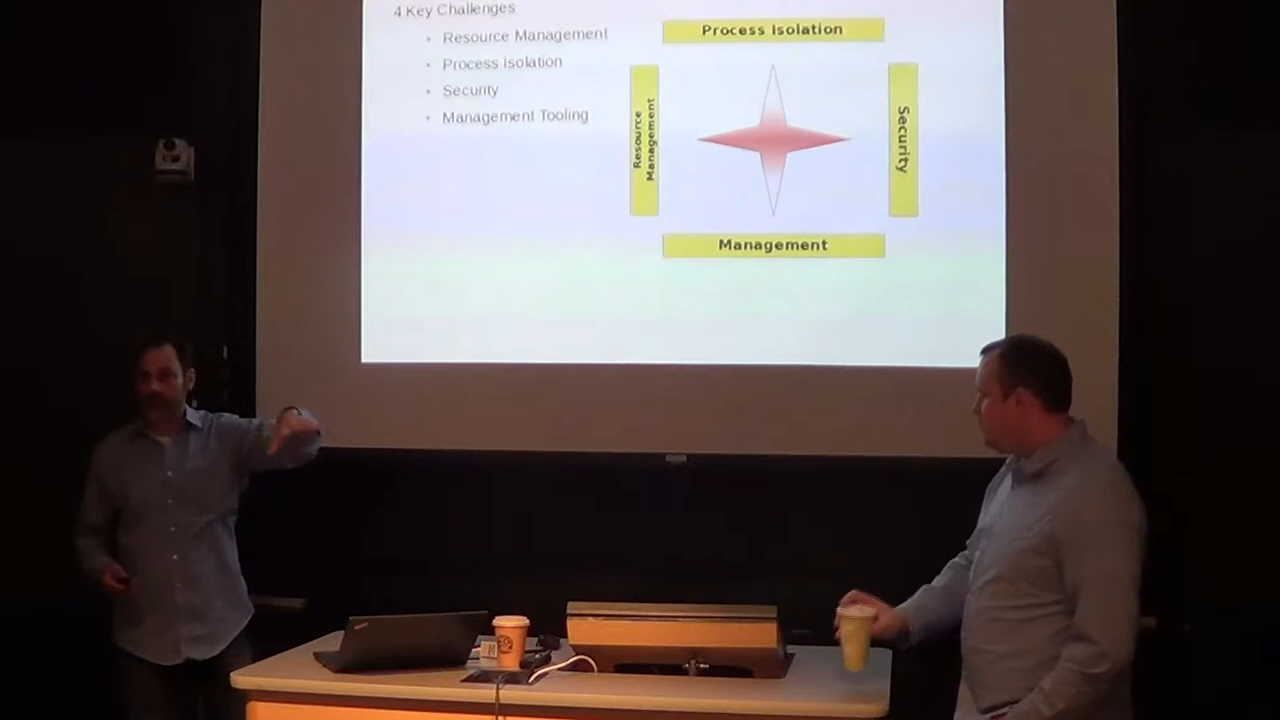 4 Key Challenges
Resource Management
Process Isolation
Security
Management Tooling
Process Isolation
Resource
Management
Security
Management